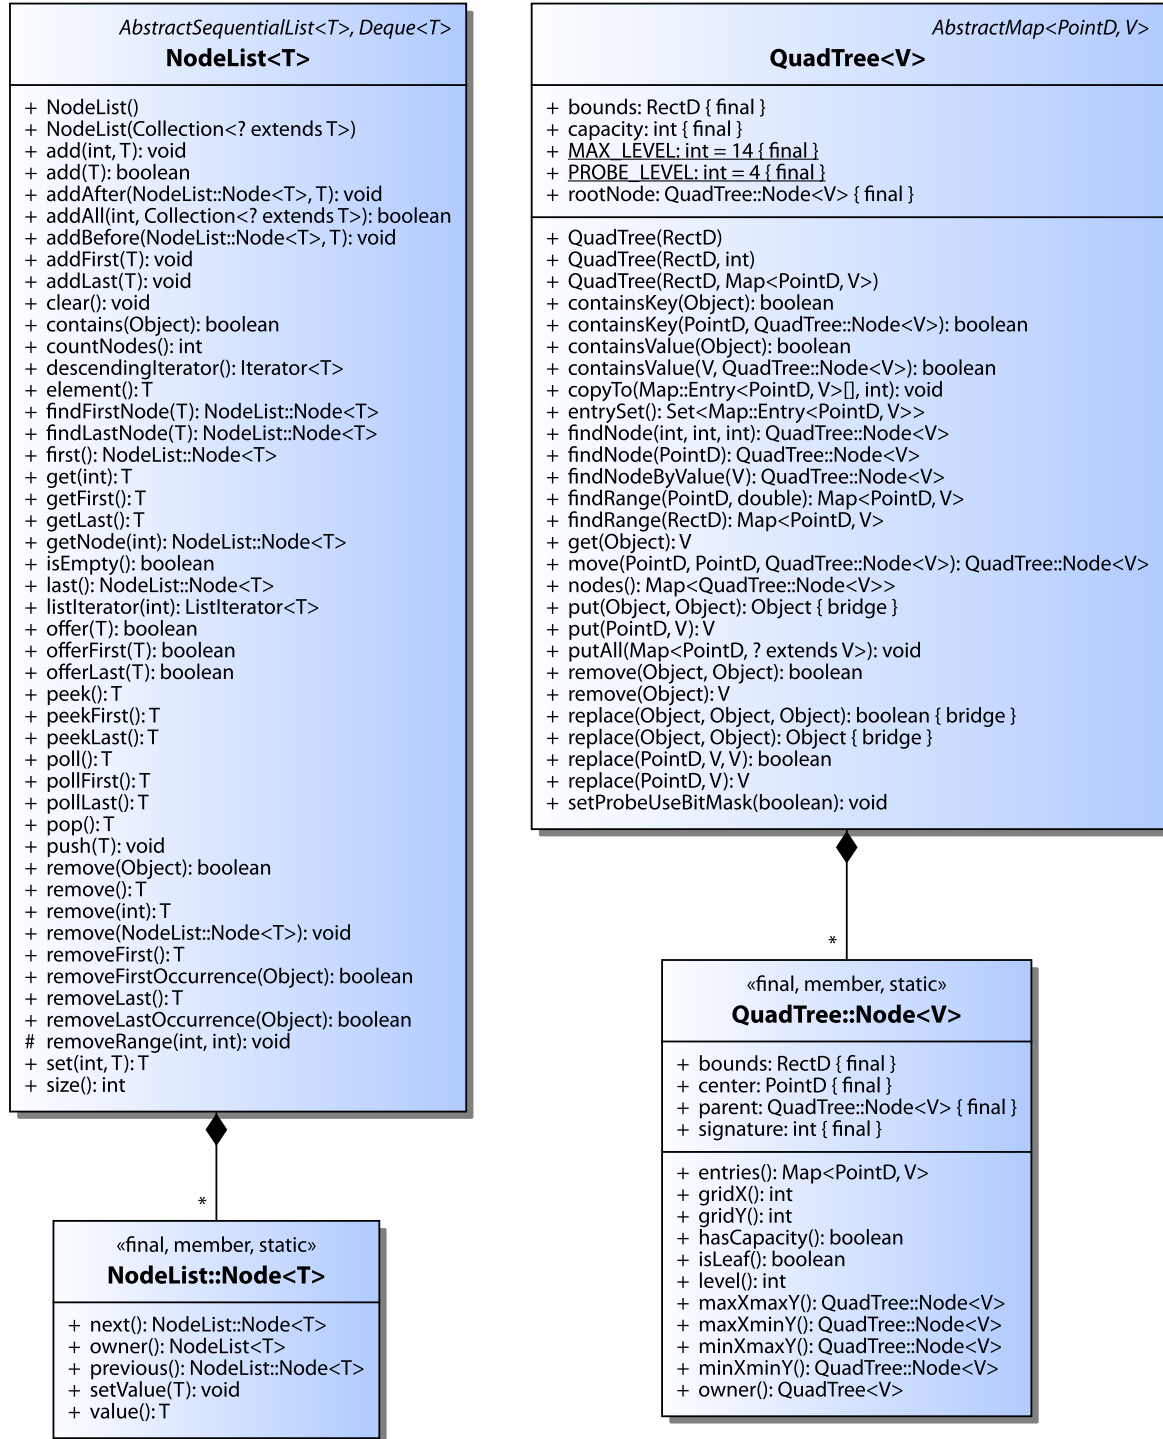 AbstractSequentialList<T>, Deque<T>
NodeList<T>
+ NodeList()
+ NodeList(Collection<? extends T>)
+ add(int, T): void
+ add(T): boolean
+ addAfter(NodeList::Node<T>, T): void
+ addAll(int, Collection<? extends T>): boolean
+ addBefore(NodeList::Node<T>, T): void
+ addFirst(T): void
+ addLast(T): void
+ clear(): void
+ contains(Object): boolean
+ countNodes(): int
+ descendingIterator(): Iterator<T>
+ element(): T
+ findFirstNode(T): NodeList::Node<T>
+ findLastNode(T): NodeList::Node<T>
+ first(): NodeList::Node<T>
+ get(int): T
+ getFirst(): T
+ getLast(): T
+ getNode(int): NodeList::Node<T>
+ isEmpty(): boolean
+ last(): NodeList::Node<T>
+ listIterator(int): ListIterator<T>
+ offer(T): boolean
+ offerFirst(T): boolean
+ offerLast(T): boolean
+ peek(): T
+ peekFirst(): T
+ peekLast(): T
+ poll(): T
+ pollFirst(): T
+ pollLast(): T
+ pop(): T
+ push(T): void
+ remove(Object): boolean
+ remove(): T
+ remove(int): T
+ remove(NodeList::Node<T>): void
+ removeFirst(): T
+ removeFirstOccurrence(Object): boolean
+ removeLast(): T
+ removeLastOccurrence(Object): boolean
# removeRange(int, int): void
+ set(int, T): T
+ size(): int
*
«final, member, static»
NodeList::Node<T>
+ next(): NodeList::Node<T>
+ owner(): NodeList<T>
+ previous(): NodeList::Node<T>
+ setValue(T): void
+ value(): T
AbstractMap<PointD, V>
QuadTree<V>
+ bounds: RectD { final }
+ capacity: int { final }
+ MAX_LEVEL: int = 14 { final }
+ PROBE_LEVEL: int = 4 { final }
+ rootNode: QuadTree::Node<V> { final }
+ QuadTree(RectD)
+ QuadTree(RectD, int)
+ QuadTree(RectD, Map<PointD, V>)
+ containsKey(Object): boolean
+ containsKey(PointD, QuadTree::Node<V>): boolean
+ containsValue(Object): boolean
+ containsValue(V, QuadTree::Node<V>): boolean
+ copyTo(Map::Entry<PointD, V>[], int): void
+ entrySet(): Set<Map::Entry<PointD, V>>
+ findNode(int, int, int): QuadTree::Node<V>
+ findNode(PointD): QuadTree::Node<V>
+ findNodeByValue(V): QuadTree::Node<V>
+ findRange(PointD, double): Map<PointD, V>
+ findRange(RectD): Map<PointD, V>
+ get(Object): V
+ move(PointD, PointD, QuadTree::Node<V>): QuadTree::Node<V>
+ nodes(): Map<QuadTree::Node<V>>
+ put(Object, Object): Object { bridge }
+ put(PointD, V): V
+ putAll(Map<PointD, ? extends V>): void
+ remove(Object, Object): boolean
+ remove(Object): V
+ replace(Object, Object, Object): boolean { bridge }
+ replace(Object, Object): Object { bridge }
+ replace(PointD, V, V): boolean
+ replace(PointD, V): V
+ setProbeUseBitMask(boolean): void
*
«final, member, static»
QuadTree::Node<V>
+ bounds: RectD { final }
+ center: PointD { final }
+ parent: QuadTree::Node<V> { final }
+ signature: int { final }
+ entries(): Map<PointD, V>
+ gridX(): int
+ gridY(): int
+ hasCapacity(): boolean
+ isLeaf(): boolean
+ level(): int
+ maxXmaxY(): QuadTree::Node<V>
+ maxXminY(): QuadTree::Node<V>
+ minXmaxY(): QuadTree::Node<V>
+ minXminY(): QuadTree::Node<V>
+ owner(): QuadTree<V>